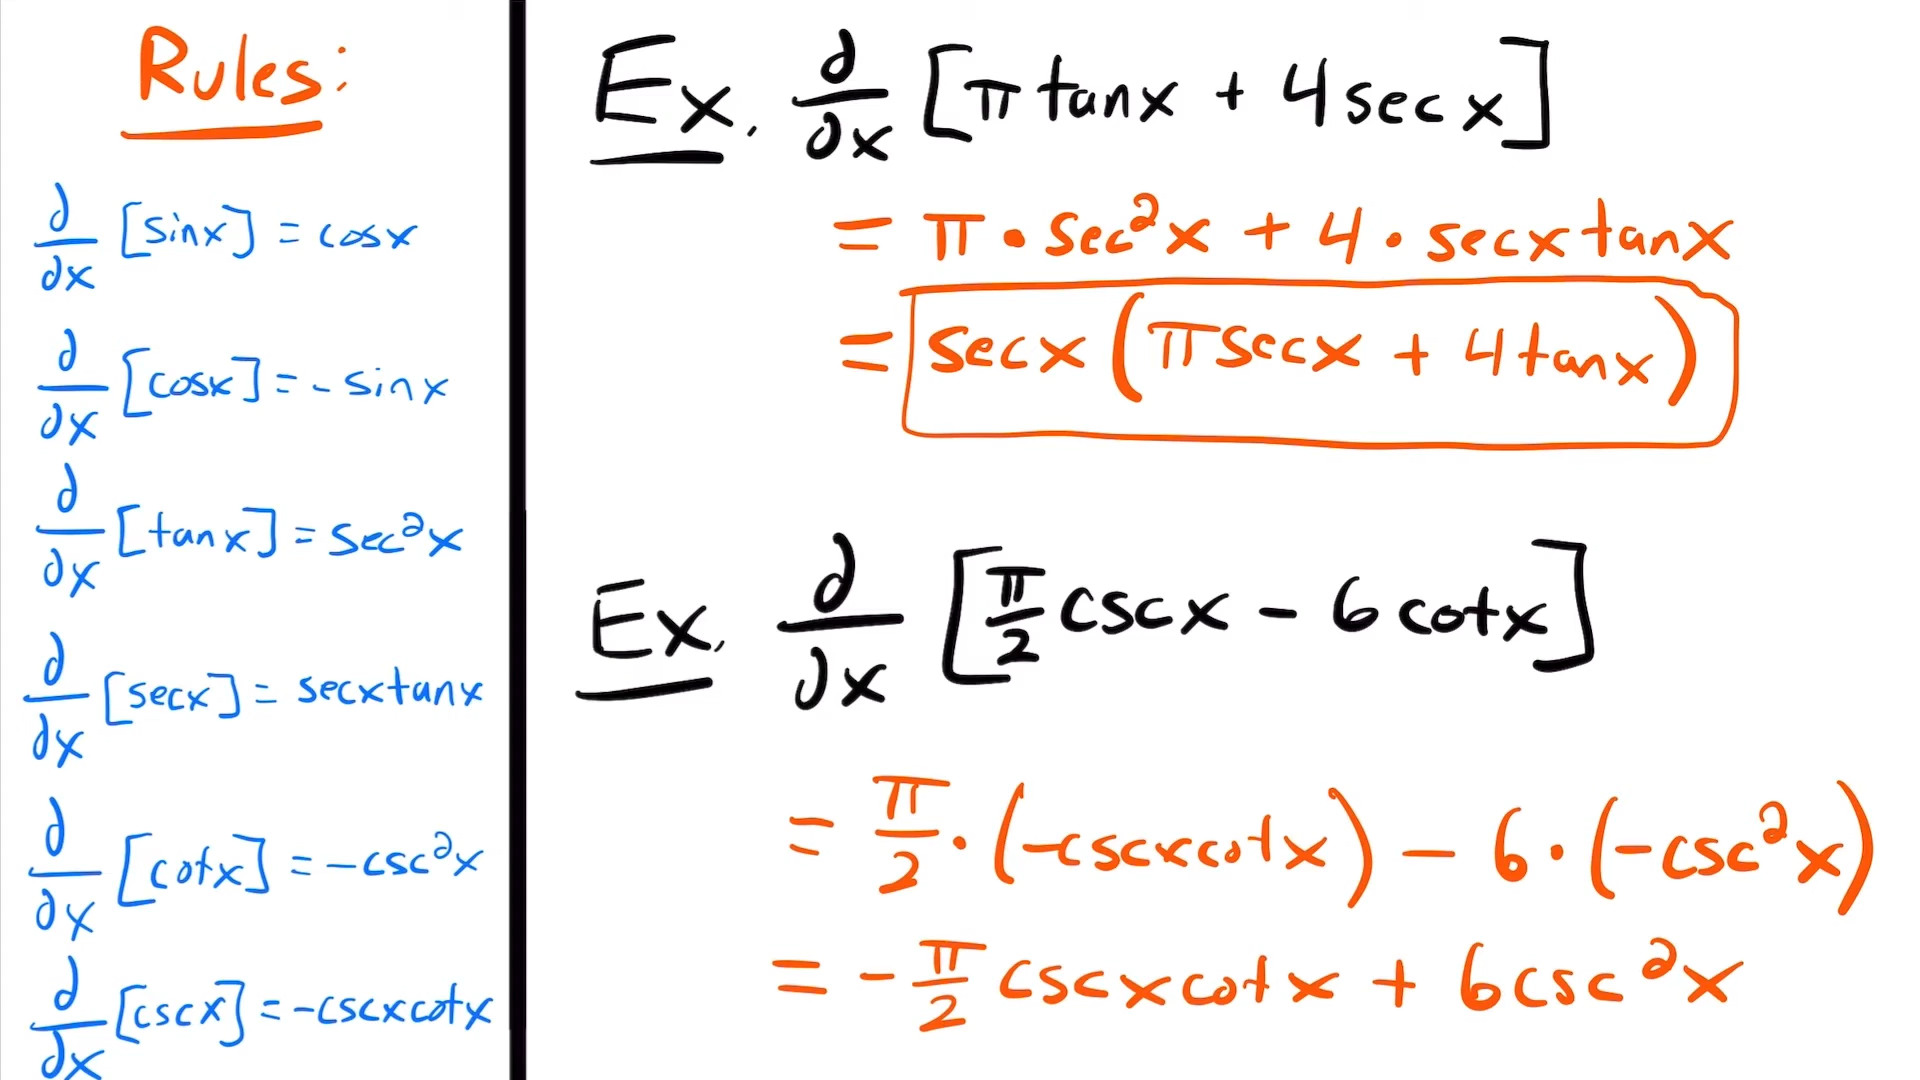 Rules:
d/dx [sinx] = cosx
d/dx [cosx] = - sinx
d/dx [tanx] = sec²x
d/dx [secx] = secxtanx
d/dx [cotx] = -csc²x
d/dx [cscx] = -cscxcotx
Ex. d/dx [π tanx + 4secx]
= π · sec²x + 4 · secxtanx
= secx (πsecx + 4tanx)
Ex. d/dx [π/2 cscx - 6cotx]
= π/2 · (-cscxcotx) - 6 · (-csc²x)
= - π/2 cscxcotx + 6csc²x